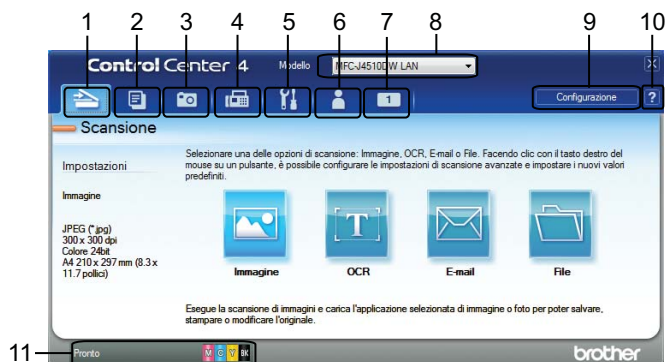 1 2 3 4 5 6 7 8 9 10
Control Center 4 Modello MFC-J4510DW LAN X
1 Configurazione ?
Scansione
Impostazioni
Selezionare una delle opzioni di scansione: Immagine, OCR, E-mail o File. Facendo clic con il tasto destro del
mouse su un pulsante, è possibile configurare le impostazioni di scansione avanzate e impostare i nuovi valori
predefiniti.
Immagine
JPEG (*.jpg)
300 x 300 dpi
Colore 24bit
A4 210 x 297 mm (8.3 x
11.7 pollici)
T
Immagine OCR E-mail File
Esegue la scansione di immagini e carica l'applicazione selezionata di immagine o foto per poter salvare,
stampare o modificare l'originale.
11 Pronto M C Y BK brother